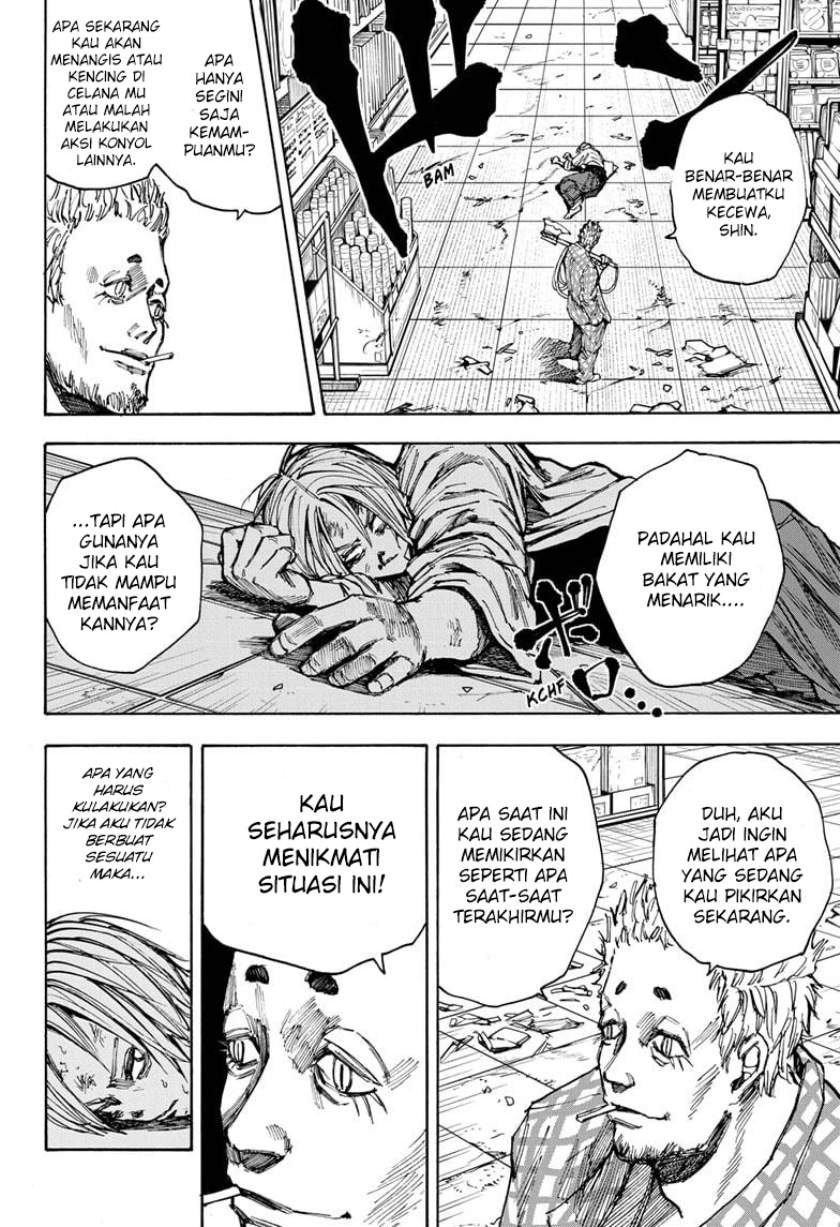 KAU
BENAR-BENAR
MEMBUATKU
KECEWA,
SHIN.
BAM
APA
HANYA
SEGINI
SAJA
KEMAM-
PUANMU?
APA SEKARANG
KAU AKAN
MENANGIS ATAU
KENCING DI
CELANA MU
ATAU MALAH
MELAKUKAN
AKSI KONYOL
LAINNYA.
PADAHAL KAU
MEMILIKI
BAKAT YANG
MENARIK....
ボロ...
KCHF
...TAPI APA
GUNANYA
JIKA KAU
TIDAK MAMPU
MEMANFAAT
KANNYA?
DUH, AKU
JADI INGIN
MELIHAT APA
YANG SEDANG
KAU PIKIRKAN
SEKARANG.
APA SAAT INI
KAU SEDANG
MEMIKIRKAN
SEPERTI APA
SAAT-SAAT
TERAKHIRMU?
KAU
SEHARUSNYA
MENIKMATI
SITUASI INI!
APA YANG
HARUS
KULAKUKAN?
JIKA AKU TIDAK
BERBUAT
SESUATU
MAKA...